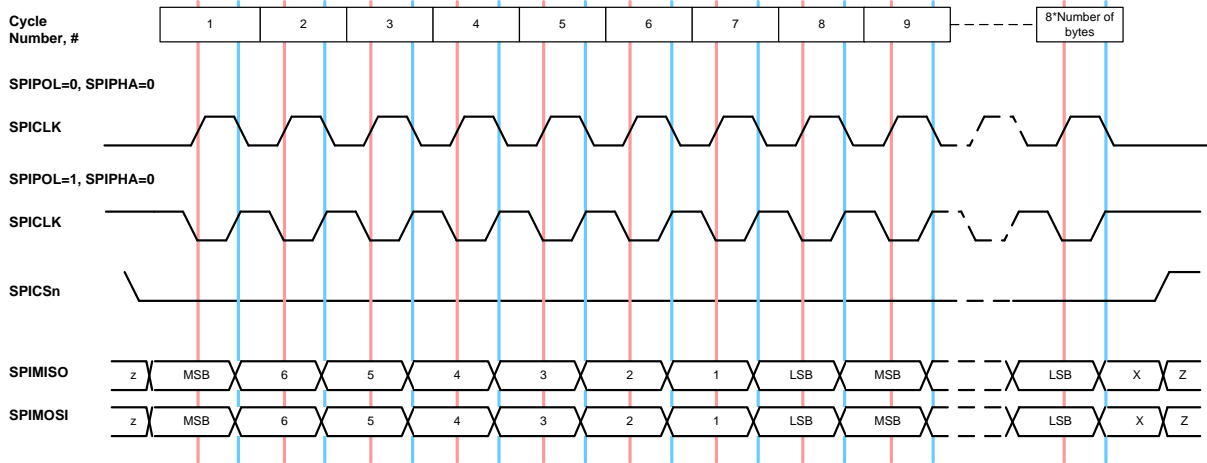 Cycle
Number, #
1 2 3 4 5 6 7 8 9
8*Number of
bytes
SPIPOL=0, SPIPHA=0
SPICLK
SPIPOL=1, SPIPHA=0
SPICLK
SPICSn
SPIMISO z MSB 6 5 4 3 2 1 LSB MSB LSB X Z
SPIMOSI z MSB 6 5 4 3 2 1 LSB MSB LSB X Z